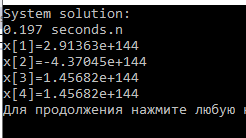 System solution:
0.197 seconds.n
x[1]=2.91363e+144
x[2]=-4.37045e+144
x[3]=1.45682e+144
x[4]=1.45682e+144
Для продолжения нажмите любую